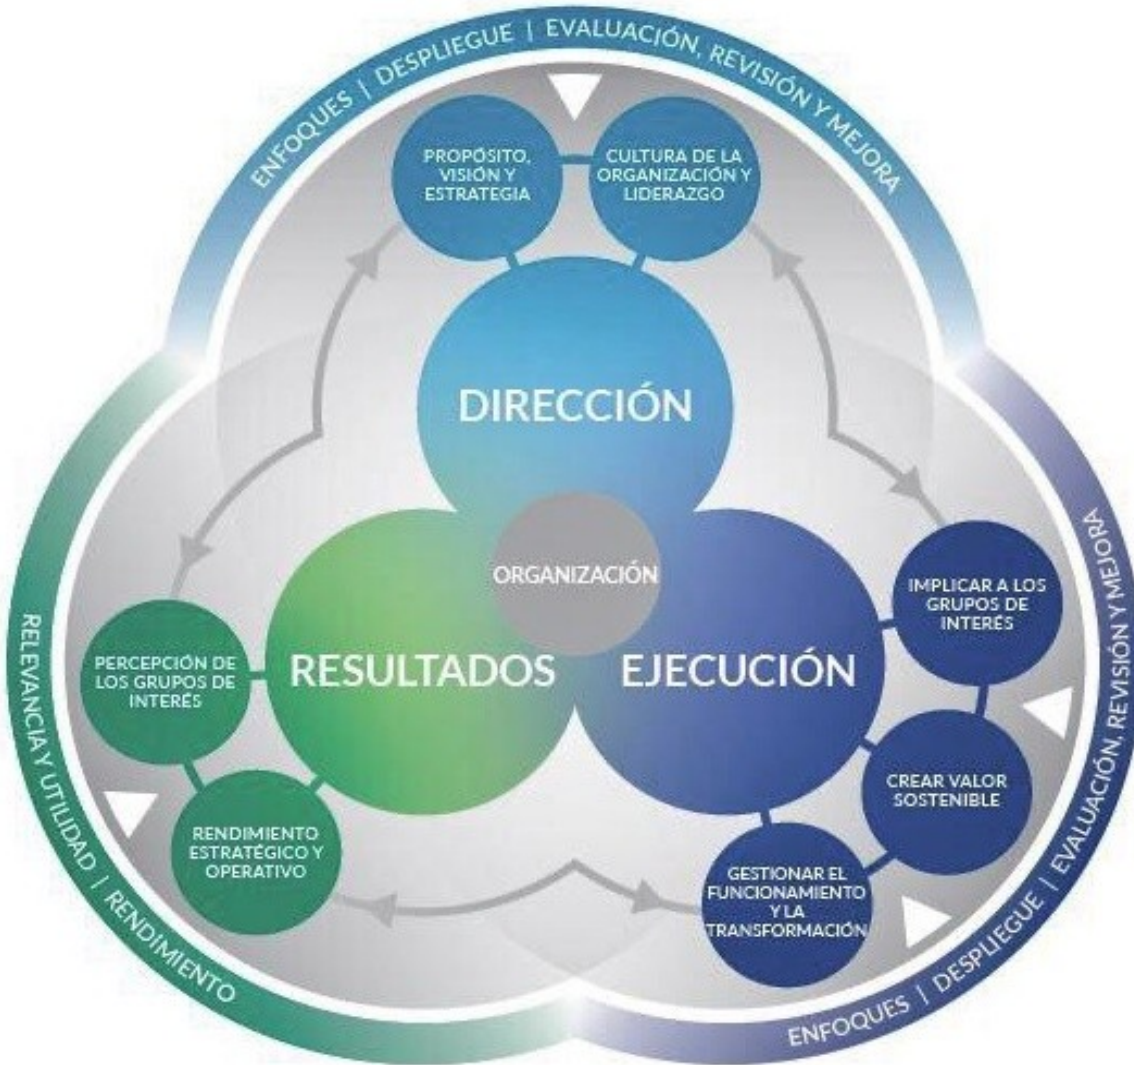 ENFOQUES | DESPLIEGUE | EVALUACIÓN, REVISIÓN Y MEJORA
PROPÓSITO,
VISIÓN Y
ESTRATEGIA
CULTURA DE LA
ORGANIZACIÓN Y
LIDERAZGO
DIRECCIÓN
ORGANIZACIÓN
RESULTADOS
EJECUCIÓN
PERCEPCIÓN DE
LOS GRUPOS DE
INTERÉS
RENDIMIENTO
ESTRATÉGICO Y
OPERATIVO
IMPLICAR A LOS
GRUPOS DE
INTERÉS
CREAR VALOR
SOSTENIBLE
GESTIONAR EL
FUNCIONAMIENTO
Y LA
TRANSFORMACIÓN
RELEVANCIA Y UTILIDAD | RENDIMIENTO
ENFOQUES | DESPLIEGUE | EVALUACIÓN, REVISIÓN Y MEJORA